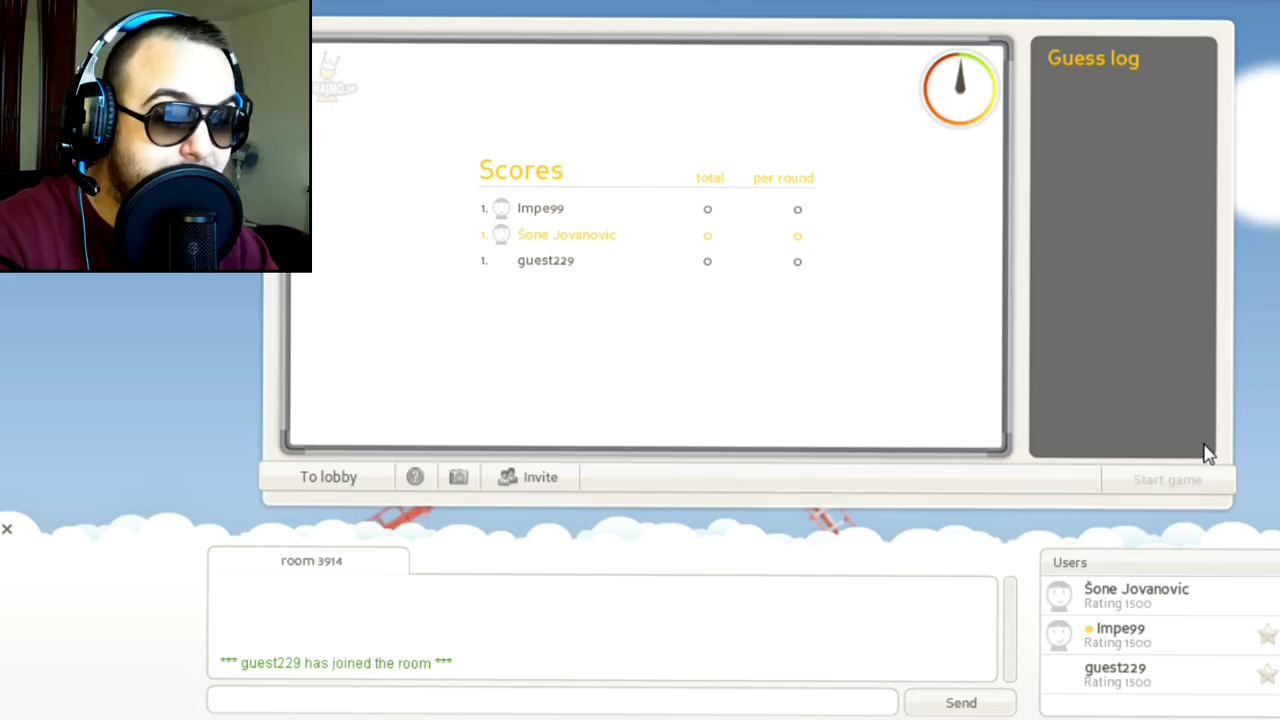 Guess log
Scores total per round
1. Impe99 0 0
1. Šone Jovanovic 0 0
1. guest229 0 0
To lobby
Invite
Start game
room 3914
*** guest229 has joined the room ***
Send
Users
Šone Jovanovic
Rating 1500
Impe99
Rating 1500
guest229
Rating 1500